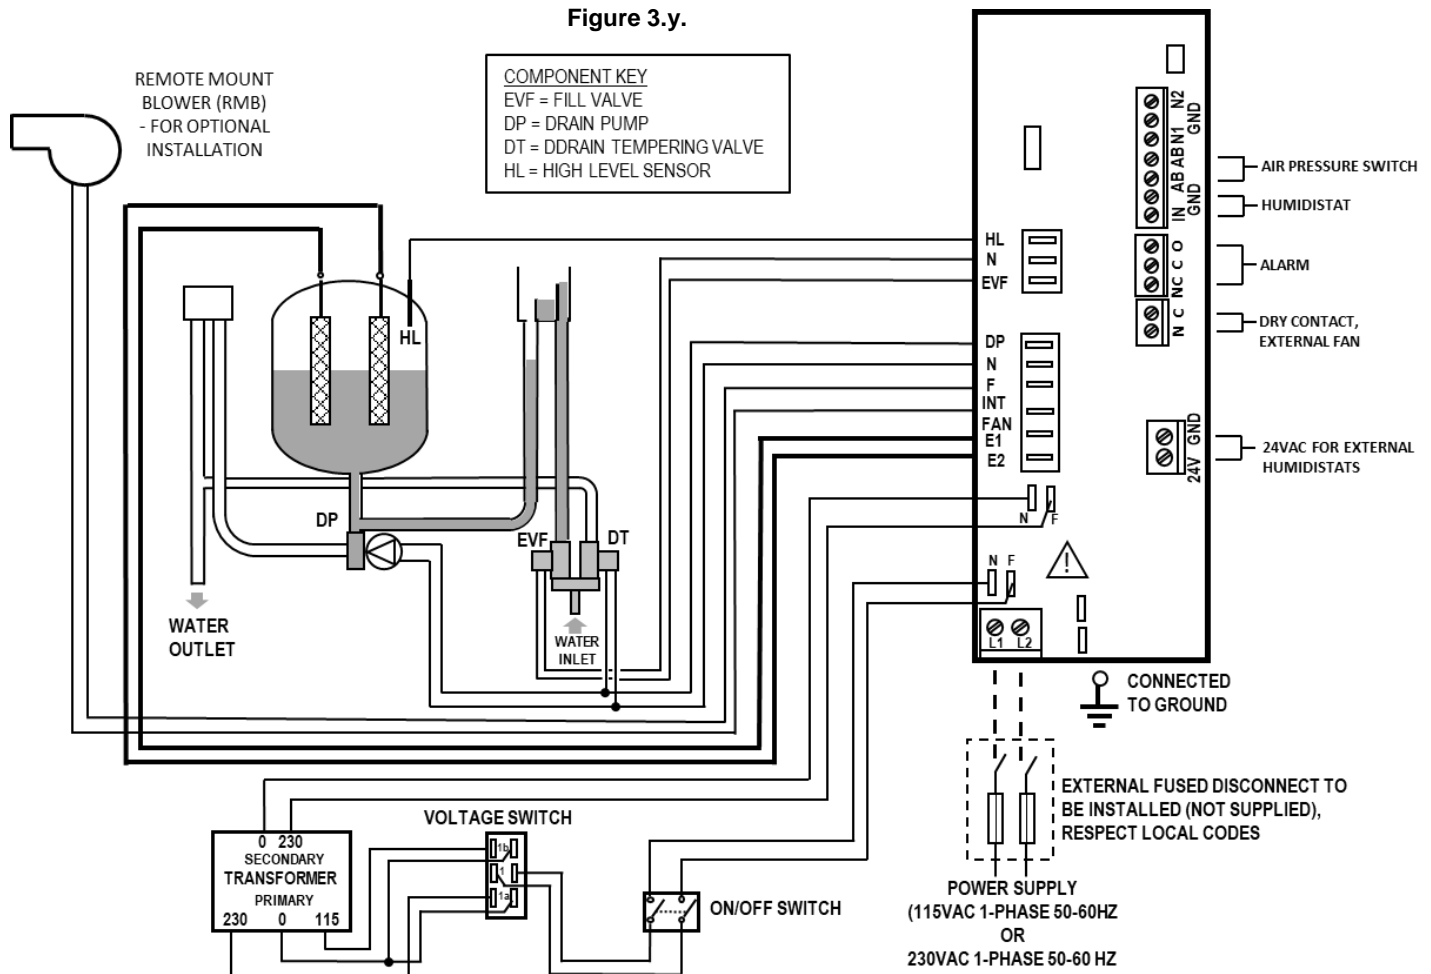 Figure 3.y.
REMOTE MOUNT
BLOWER (RMB)
- FOR OPTIONAL
INSTALLATION
COMPONENT KEY
EVF = FILL VALVE
DP = DRAIN PUMP
DT = DDRAIN TEMPERING VALVE
HL = HIGH LEVEL SENSOR
HL
DP
EVF
DT
WATER
OUTLET
WATER
INLET
HL
N
EVF
DP
N
F
INT
FAN
E1
E2
N F
N F
L1 L2
IN GND AB AB N1 GND N2
NC C O
N C
24V GND
AIR PRESSURE SWITCH
HUMIDISTAT
ALARM
DRY CONTACT,
EXTERNAL FAN
24VAC FOR EXTERNAL
HUMIDISTATS
!
CONNECTED
TO GROUND
EXTERNAL FUSED DISCONNECT TO
BE INSTALLED (NOT SUPPLIED),
RESPECT LOCAL CODES
POWER SUPPLY
(115VAC 1-PHASE 50-60HZ
OR
230VAC 1-PHASE 50-60 HZ
0 230
SECONDARY
TRANSFORMER
PRIMARY
230 0 115
VOLTAGE SWITCH
1b
1
1a
ON/OFF SWITCH